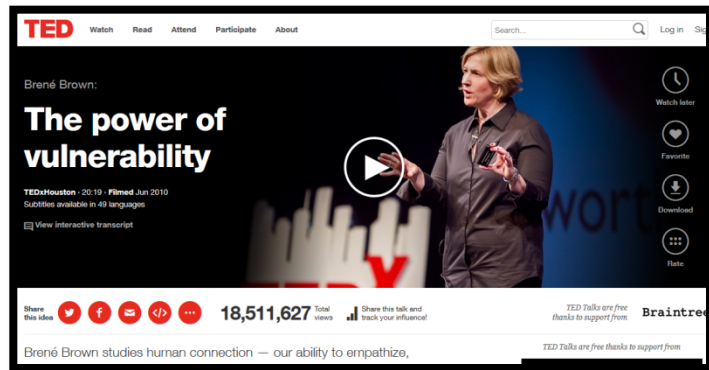 TED Watch Read Attend Participate About Search... Log in
Brené Brown:
The power of
vulnerability
TEDxHouston · 20:19 · Filmed Jun 2010
Subtitles available in 49 languages
View interactive transcript
Watch later
Favorite
Download
Rate
X
wor
Share
this idea
18,511,627 Total
views
Share this talk and
track your influence!
TED Talks are free
thanks to support from
Braintree
Brené Brown studies human connection — our ability to empathize,
TED Talks are free thanks to support from